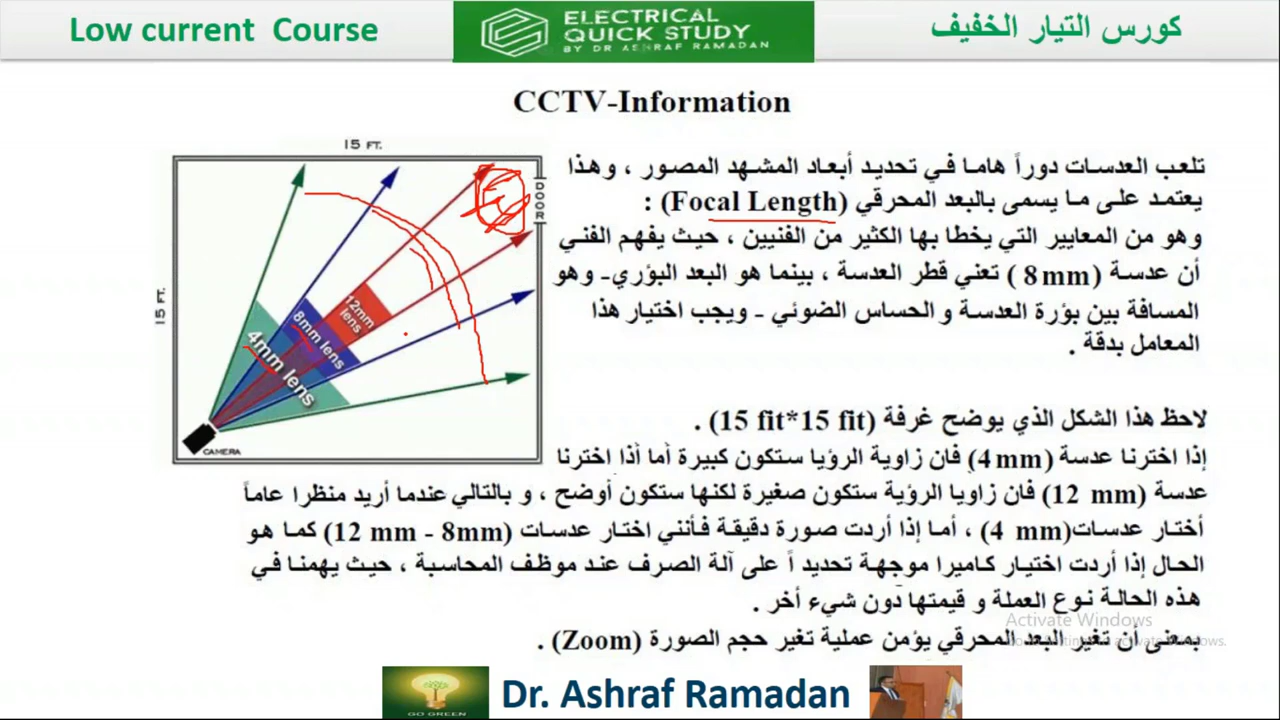 Low current Course
ELECTRICAL
QUICK STUDY
BY DR ASHRAF RAMADAN
كورس التيار الخفيف
CCTV-Information
15 FT.
15 FT.
DOOR
12mm lens
8mm lens
4mm lens
CAMERA
تلعب العدسات دوراً هاما في تحديد أبعاد المشهد المصور ، وهذا
يعتمد على ما يسمى بالبعد المحرقي (Focal Length) :
وهو من المعايير التي يخطا بها الكثير من الفنيين ، حيث يفهم الفني
أن عدسة (8mm ) تعني قطر العدسة ، بينما هو البعد البؤري- وهو
المسافة بين بؤرة العدسة و الحساس الضوئي - ويجب اختيار هذا
المعامل بدقة .
لاحظ هذا الشكل الذي يوضح غرفة (15 fit*15 fit) .
إذا اخترنا عدسة (4mm) فان زاوية الرؤيا ستكون كبيرة أما أذا اخترنا
عدسة (12 mm) فان زاويا الرؤية ستكون صغيرة لكنها ستكون أوضح ، و بالتالي عندما أريد منظرا عاماً
أختار عدسات(4 mm) ، أما إذا أردت صورة دقيقة فأنني اختار عدسات (12 mm - 8mm) كما هو
الحال إذا أردت اختيار كاميرا موجهة تحديد اً على آلة الصرف عند موظف المحاسبة ، حيث يهمنا في
هذه الحالة نوع العملة و قيمتها دون شيء أخر .
بمعنى أن تغير البعد المحرقي يؤمن عملية تغير حجم الصورة (Zoom) .
Activate Windows
GO GREEN
Dr. Ashraf Ramadan